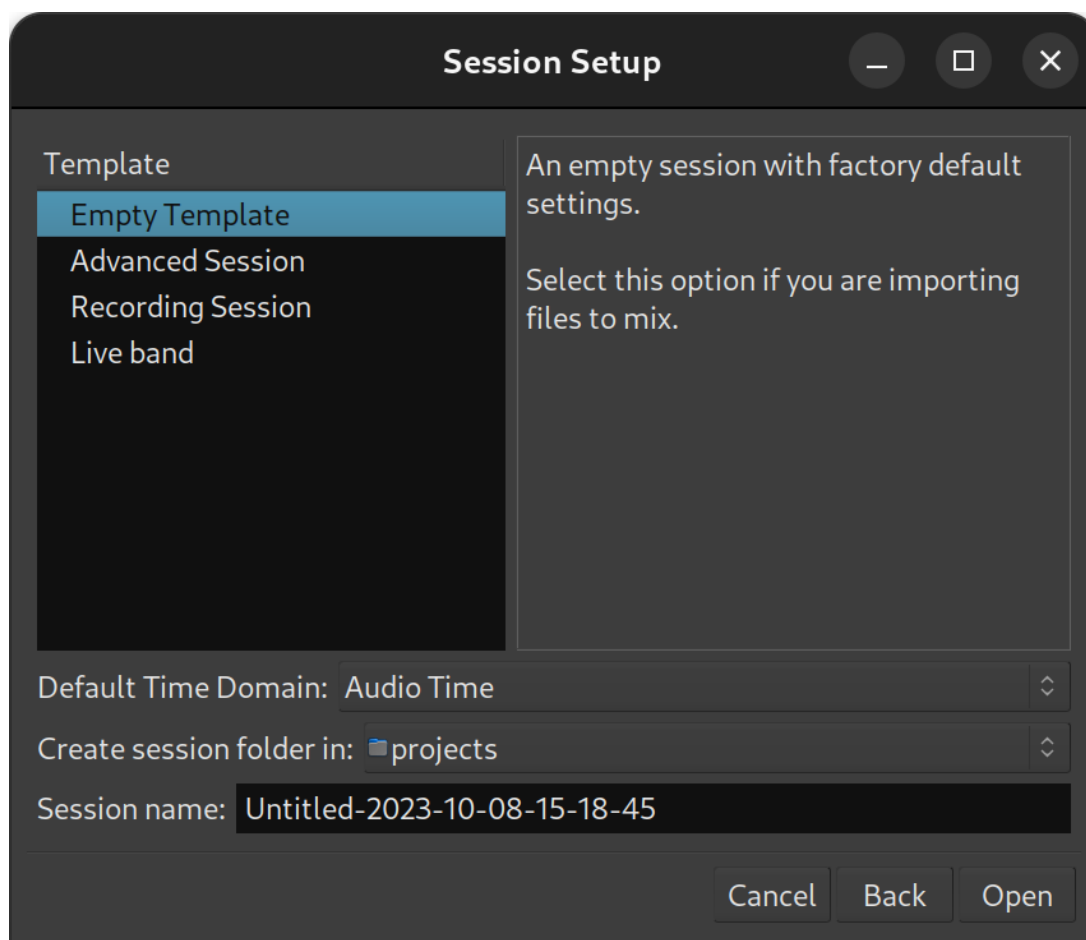 Session Setup
Template
Empty Template
Advanced Session
Recording Session
Live band
An empty session with factory default
settings.
Select this option if you are importing
files to mix.
Default Time Domain: Audio Time
Create session folder in: projects
Session name: Untitled-2023-10-08-15-18-45
Cancel Back Open